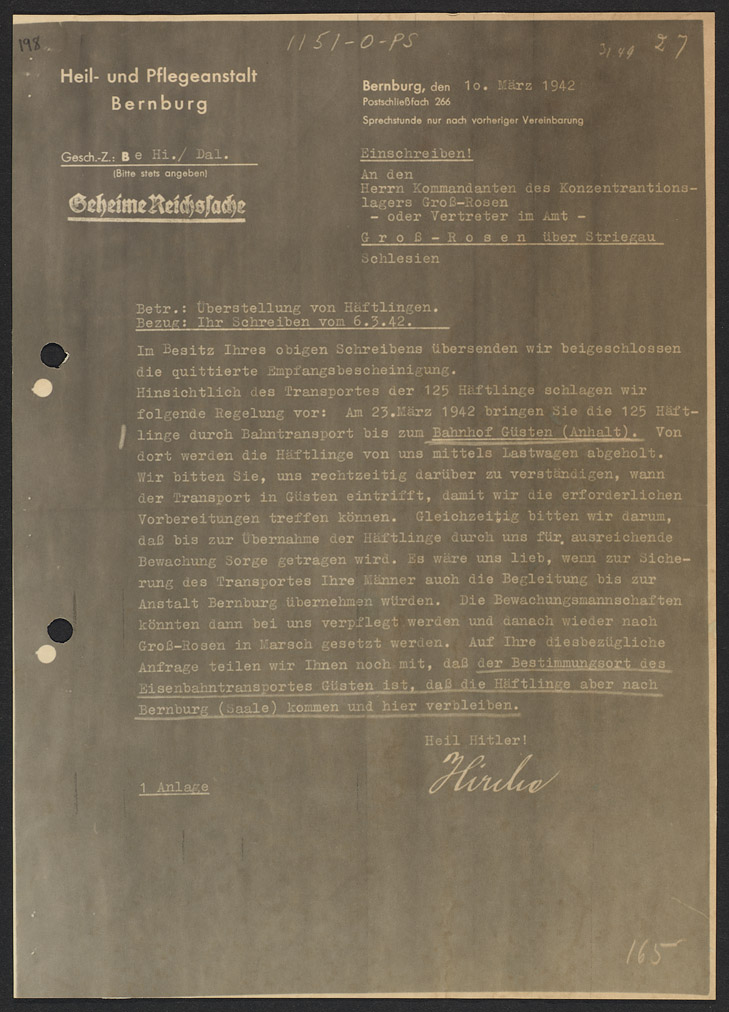 198
1151-O-PS
3149 27
Heil- und Pflegeanstalt
Bernburg
Bernburg, den 1o. März 1942
Postschließfach 266
Sprechstunde nur nach vorheriger Vereinbarung
Gesch.-Z.: Be Hi./ Dal.
(Bitte stets angeben)
Geheime Reichssache
Einschreiben!
An den
Herrn Kommandanten des Konzentrantions-
lagers Groß-Rosen
- oder Vertreter im Amt -
G r o ß - R o s e n über Striegau
Schlesien
Betr.: Überstellung von Häftlingen.
Bezug: Ihr Schreiben vom 6.3.42.
Im Besitz Ihres obigen Schreibens übersenden wir beigeschlossen
die quittierte Empfangsbescheinigung.
Hinsichtlich des Transportes der 125 Häftlinge schlagen wir
folgende Regelung vor: Am 23.März 1942 bringen Sie die 125 Häft-
linge durch Bahntransport bis zum Bahnhof Güsten (Anhalt). Von
dort werden die Häftlinge von uns mittels Lastwagen abgeholt.
Wir bitten Sie, uns rechtzeitig darüber zu verständigen, wann
der Transport in Güsten eintrifft, damit wir die erforderlichen
Vorbereitungen treffen können. Gleichzeitig bitten wir darum,
daß bis zur Übernahme der Häftlinge durch uns für ausreichende
Bewachung Sorge getragen wird. Es wäre uns lieb, wenn zur Siche-
rung des Transportes Ihre Männer auch die Begleitung bis zur
Anstalt Bernburg übernehmen würden. Die Bewachungsmannschaften
könnten dann bei uns verpflegt werden und danach wieder nach
Groß-Rosen in Marsch gesetzt werden. Auf Ihre diesbezügliche
Anfrage teilen wir Ihnen noch mit, daß der Bestimmungsort des
Eisenbahntransportes Güsten ist, daß die Häftlinge aber nach
Bernburg (Saale) kommen und hier verbleiben.
Heil Hitler!
1 Anlage
165